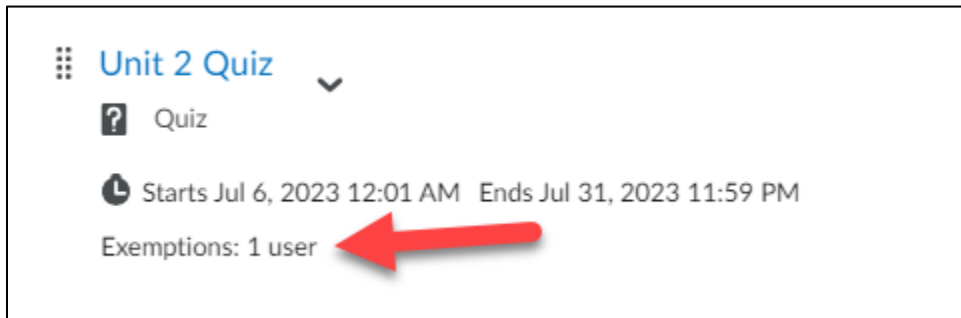 Unit 2 Quiz
Quiz
Starts Jul 6, 2023 12:01 AM Ends Jul 31, 2023 11:59 PM
Exemptions: 1 user